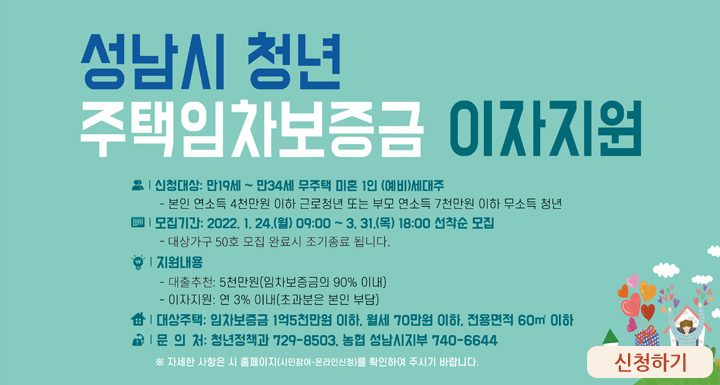 성남시 청년
주택임차보증금 이자지원
신청대상: 만19세 ~ 만34세 무주택 미혼 1인 (예비)세대주
- 본인 연소득 4천만원 이하 근로청년 또는 부모 연소득 7천만원 이하 무소득 청년
모집기간: 2022. 1. 24.(월) 09:00 ~ 3. 31.(목) 18:00 선착순 모집
- 대상가구 50호 모집 완료시 조기종료 됩니다.
지원내용
- 대출추천: 5천만원(임차보증금의 90% 이내)
- 이자지원: 연 3% 이내(초과분은 본인 부담)
대상주택: 임차보증금 1억5천만원 이하, 월세 70만원 이하, 전용면적 60㎡ 이하
문 의 처: 청년정책과 729-8503, 농협 성남시지부 740-6644
※ 자세한 사항은 시 홈페이지(시민참여-온라인신청)를 확인하여 주시기 바랍니다.
신청하기